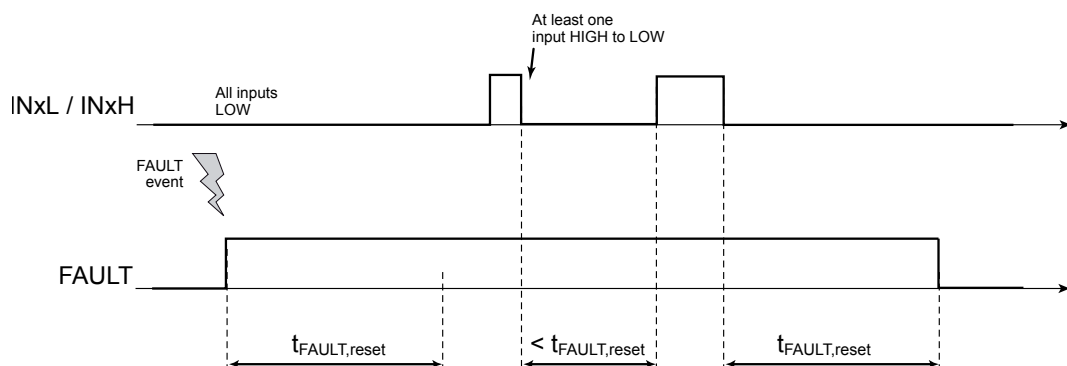 At least one
input HIGH to LOW
INxL / INxH
All inputs
LOW
FAULT
event
FAULT
tFAULT,reset
< tFAULT,reset
tFAULT,reset